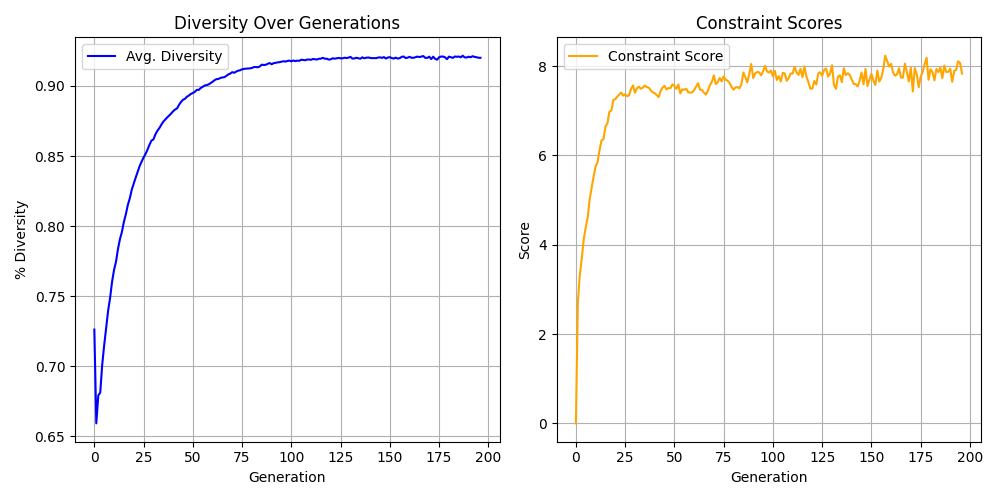 Diversity Over Generations
Avg. Diversity
% Diversity
0.90
0.85
0.80
0.75
0.70
0.65
0 25 50 75 100 125 150 175 200
Generation
Constraint Scores
Constraint Score
Score
8
6
4
2
0
0 25 50 75 100 125 150 175 200
Generation